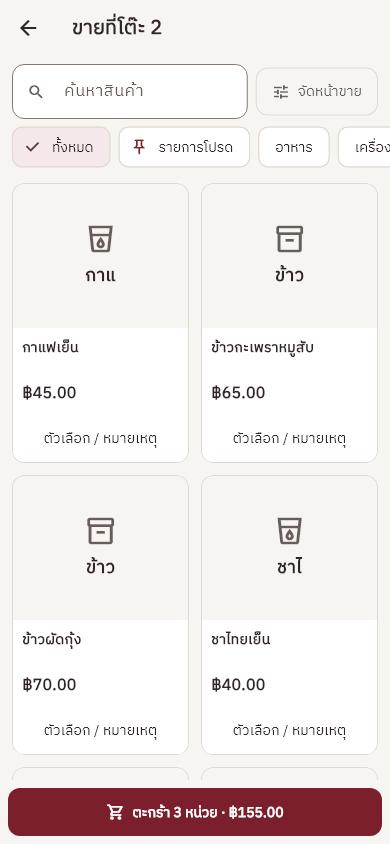 ขายที่โต๊ะ 2
ค้นหาสินค้า
จัดหน้าขาย
ทั้งหมด
รายการโปรด
อาหาร
เครื่อง
กาแ
ข้าว
กาแฟเย็น
ข้าวกะเพราหมูสับ
฿45.00
฿65.00
ตัวเลือก / หมายเหตุ
ตัวเลือก / หมายเหตุ
ข้าว
ชาไ
ข้าวผัดกุ้ง
ชาไทยเย็น
฿70.00
฿40.00
ตัวเลือก / หมายเหตุ
ตัวเลือก / หมายเหตุ
ตะกร้า 3 หน่วย · ฿155.00